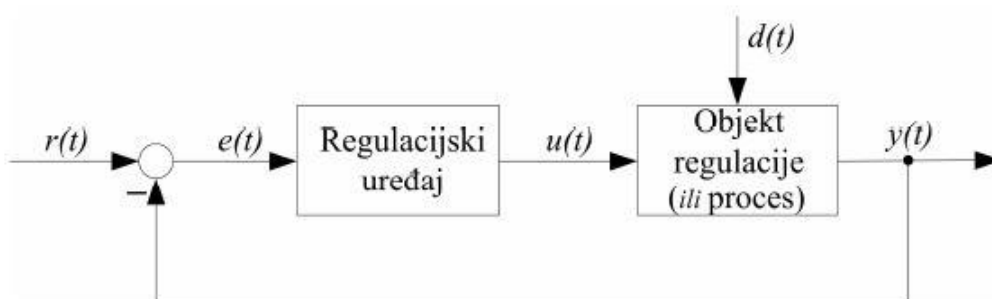 d(t)
r(t)
e(t)
Regulacijski
uređaj
u(t)
Objekt
regulacije
(ili proces)
y(t)
−